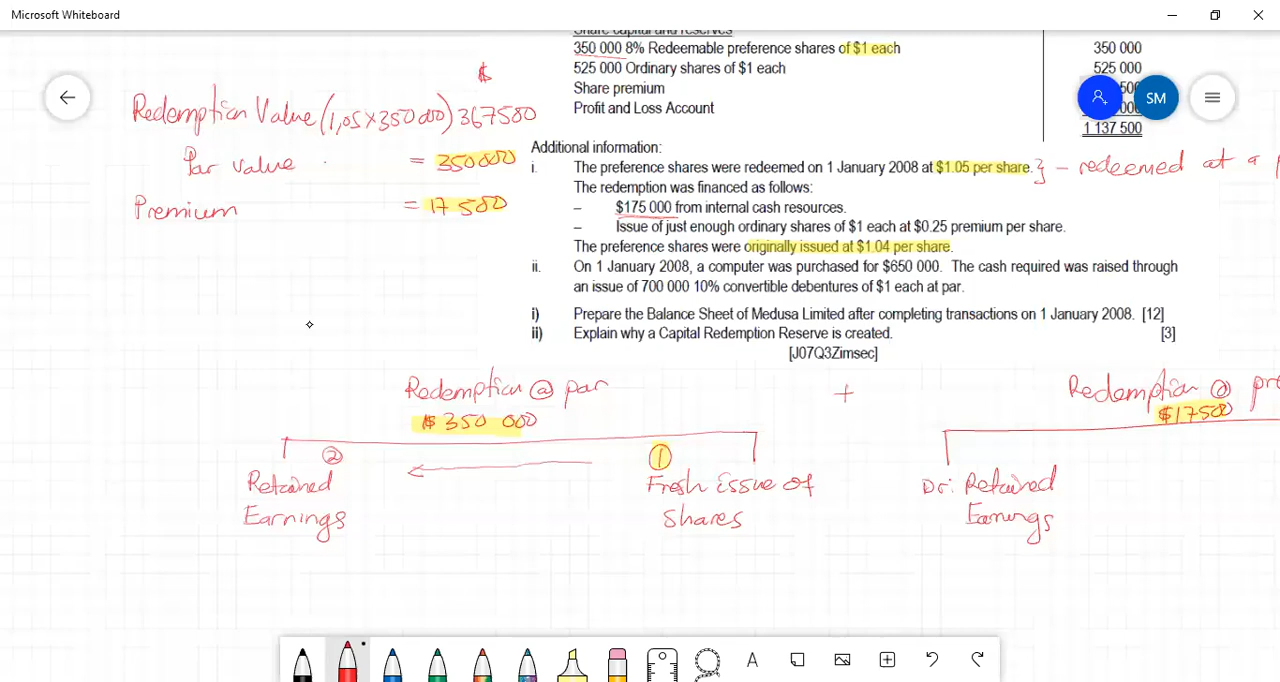 Microsoft Whiteboard
Share capital and reserves
350 000 8% Redeemable preference shares of $1 each 350 000
525 000 Ordinary shares of $1 each 525 000
Share premium
Profit and Loss Account
1 137 500
SM
$
Redemption Value (1,05 x 350 000) 367500
Par value = 350000
Premium = 17 500
Additional information:
i. The preference shares were redeemed on 1 January 2008 at $1.05 per share. } - redeemed at a
The redemption was financed as follows:
– $175 000 from internal cash resources.
– Issue of just enough ordinary shares of $1 each at $0.25 premium per share.
The preference shares were originally issued at $1.04 per share.
ii. On 1 January 2008, a computer was purchased for $650 000. The cash required was raised through
an issue of 700 000 10% convertible debentures of $1 each at par.
i) Prepare the Balance Sheet of Medusa Limited after completing transactions on 1 January 2008. [12]
ii) Explain why a Capital Redemption Reserve is created. [3]
[J07Q3Zimsec]
Redemption @ par + Redemption @ pre
$ 350 000 $17500
② ①
Retained Fresh issue of Dr: Retained
Earnings Shares Earnings
A